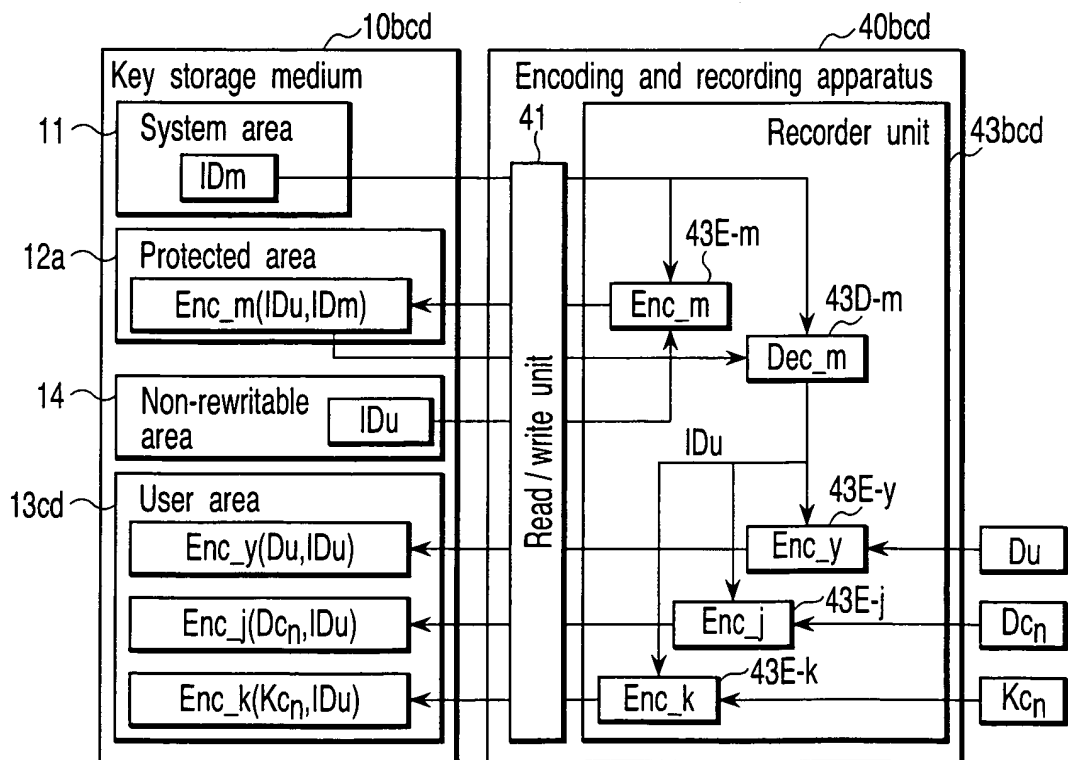 10bcd
40bcd
Key storage medium
Encoding and recording apparatus
11
System area
IDm
41
Recorder unit
43bcd
12a
Protected area
Enc_m(IDu,IDm)
43E-m
Enc_m
43D-m
Dec_m
14
Non-rewritable
area
IDu
Read/write unit
IDu
13cd
User area
43E-y
Enc_y(Du,IDu)
Enc_y
Du
43E-j
Enc_j(Dcn,IDu)
Enc_j
Dcn
43E-k
Enc_k(Kcn,IDu)
Enc_k
Kcn